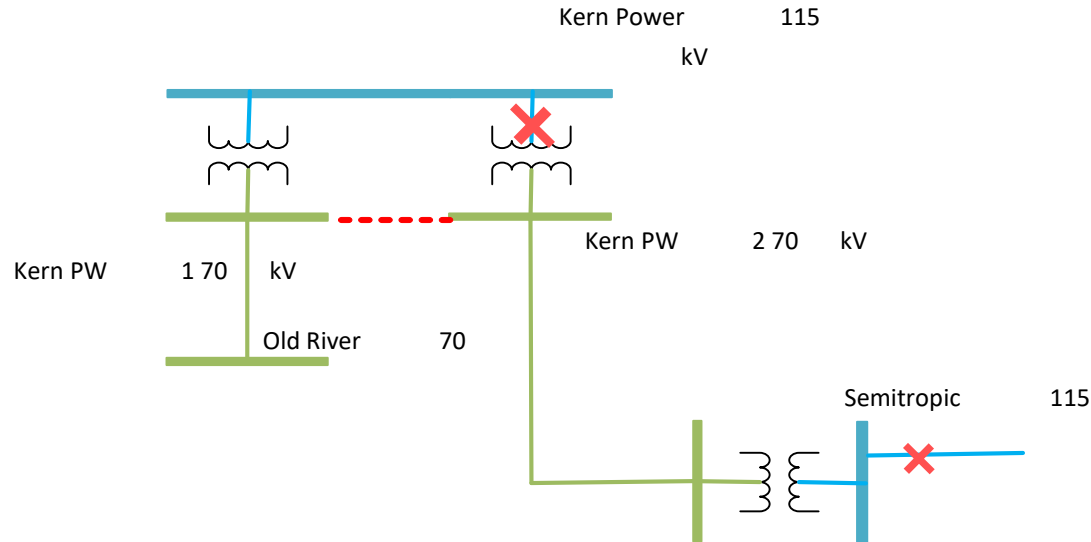 Kern Power 115
kV
Kern PW 2 70 kV
Kern PW 1 70 kV
Old River 70
Semitropic 115